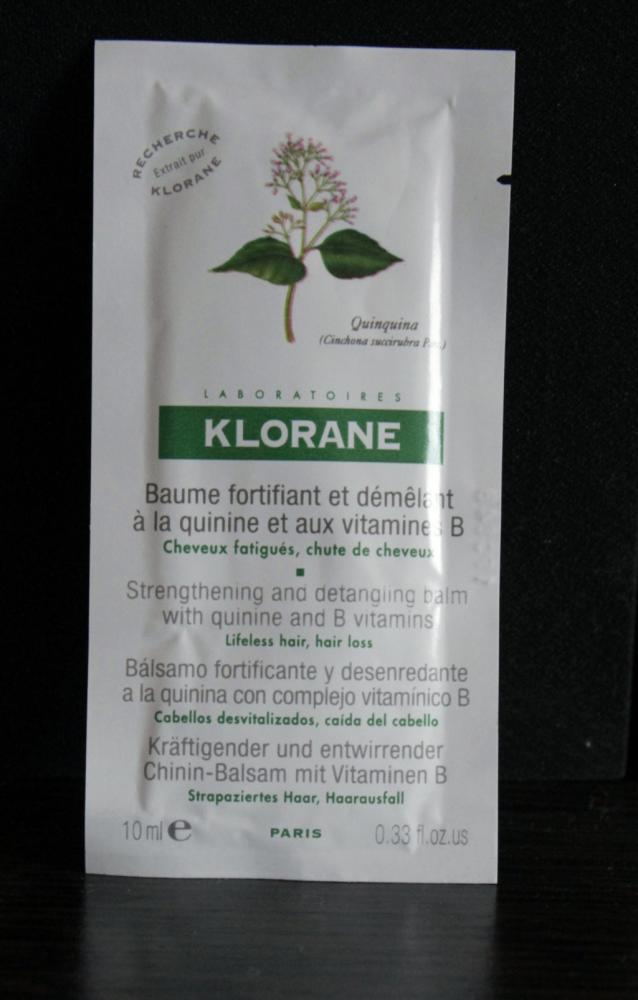 RECHERCHE
Extrait pur
KLORANE
Quinquina
(Cinchona succirubra
LABORATOIRES
KLORANE
Baume fortifiant et démêlant
à la quinine et aux vitamines B
Cheveux fatigués, chute de cheveux
Strengthening and detangling balm
with quinine and B vitamins
Lifeless hair, hair loss
Bálsamo fortificante y desenredante
a la quinina con complejo vitamínico B
Cabellos desvitalizados, caída del cabello
Kräftigender und entwirrender
Chinin-Balsam mit Vitaminen B
Strapaziertes Haar, Haarausfall
10 ml e PARIS 0.33 fl.oz.us